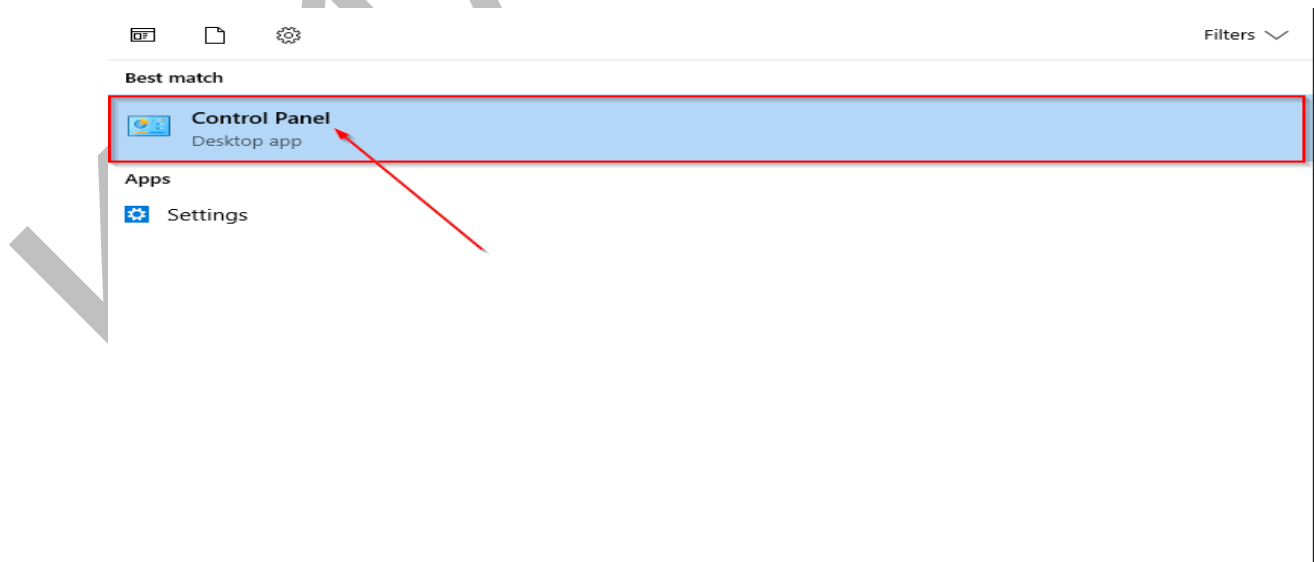 Filters
Best match
Control Panel
Desktop app
Apps
Settings